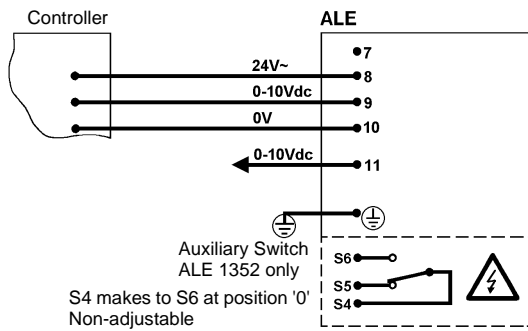 Controller
ALE
7
24V~
8
0-10Vdc
9
0V
10
0-10Vdc
11
Auxiliary Switch
ALE 1352 only
S6
S5
S4
S4 makes to S6 at position '0'
Non-adjustable